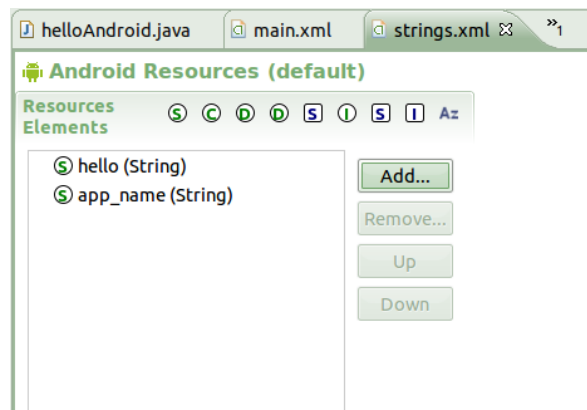 helloAndroid.java main.xml strings.xml »1
Android Resources (default)
Resources
Elements
S C D D S I S I Az
S hello (String)
S app_name (String)
Add...
Remove...
Up
Down